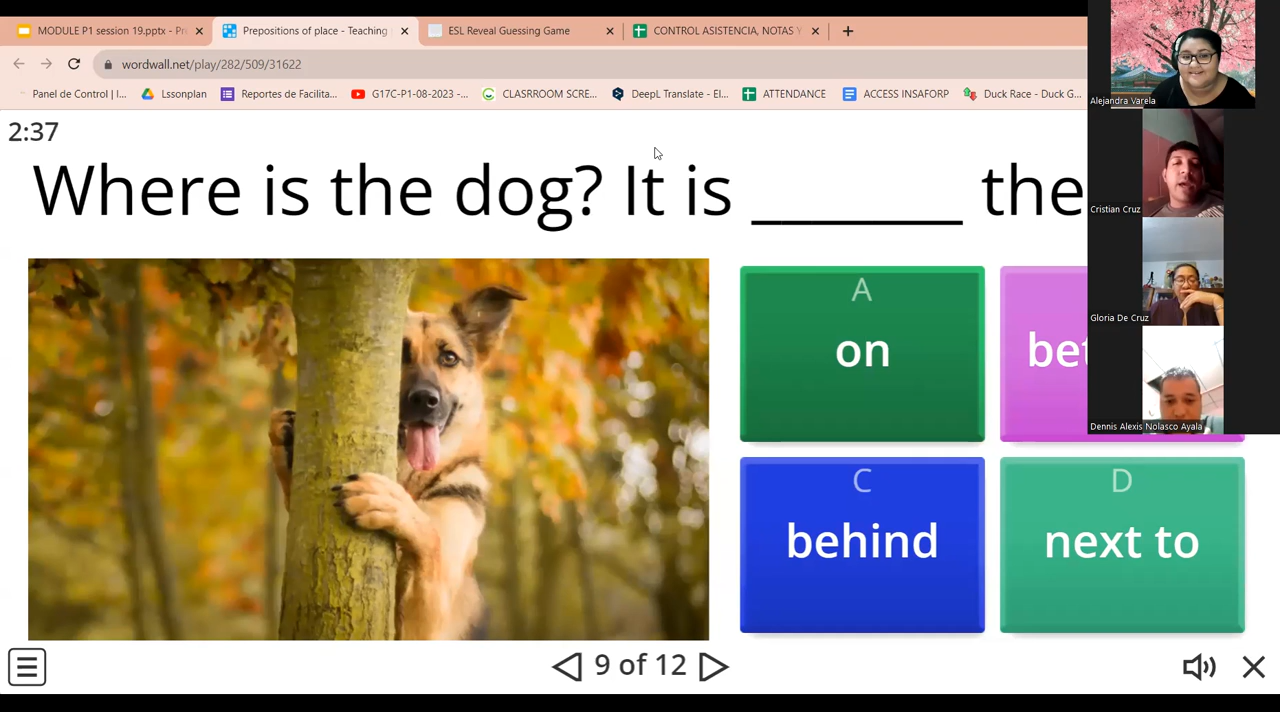 MODULE P1 session 19.pptx - Pr
Prepositions of place - Teaching
ESL Reveal Guessing Game
CONTROL ASISTENCIA, NOTAS Y
wordwall.net/play/282/509/31622
Panel de Control | I...
Lssonplan
Reportes de Facilita...
G17C-P1-08-2023 -...
CLASRROOM SCRE...
DeepL Translate - El...
ATTENDANCE
ACCESS INSAFORP
Duck Race - Duck G...
Alejandra Varela
Cristian Cruz
Gloria De Cruz
Dennis Alexis Nolasco Ayala
2:37
Where is the dog? It is _______ the
A
on
bet
C
behind
D
next to
9 of 12